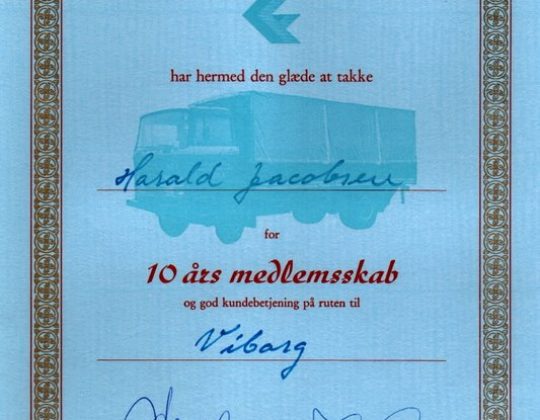 har hermed den glæde at takke
Harald Jacobsen
for
10 års medlemsskab
og god kundebetjening på ruten til
Viborg